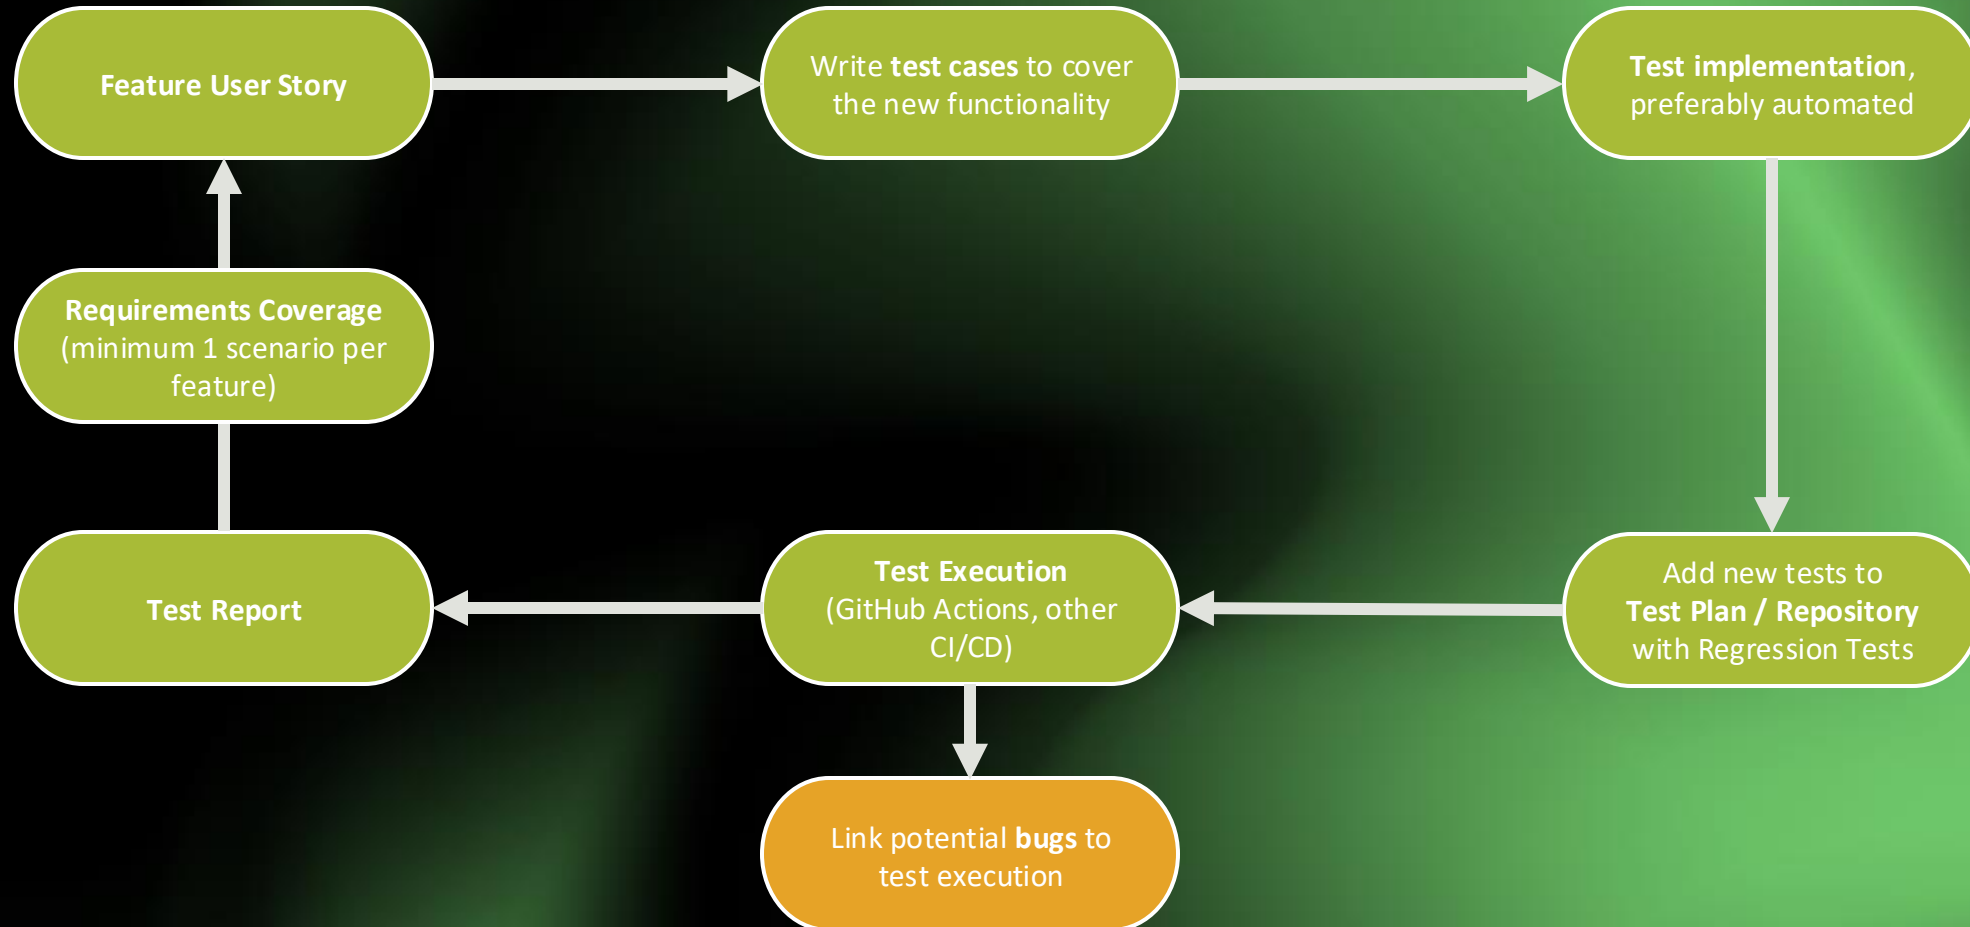 Feature User Story
Write test cases to cover
the new functionality
Test implementation,
preferably automated
Requirements Coverage
(minimum 1 scenario per
feature)
Test Report
Test Execution
(GitHub Actions, other
CI/CD)
Add new tests to
Test Plan / Repository
with Regression Tests
Link potential bugs to
test execution